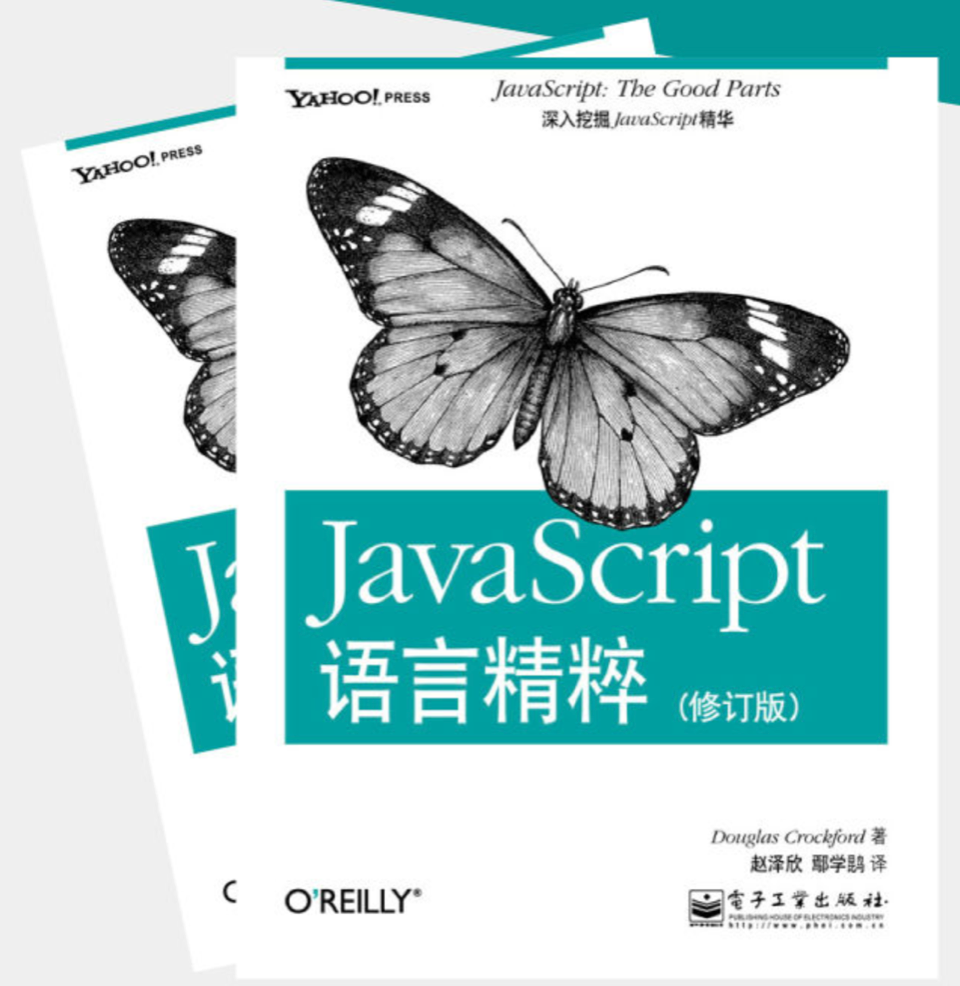 YAHOO! PRESS
JavaScript: The Good Parts
深入挖掘JavaScript精华
YAHOO! PRESS
JavaScript
语言精粹 (修订版)
Douglas Crockford 著
赵泽欣 鄢学鹍 译
O'REILLY®
電子工業出版社·
PUBLISHING HOUSE OF ELECTRONICS INDUSTRY
http://www.phei.com.cn